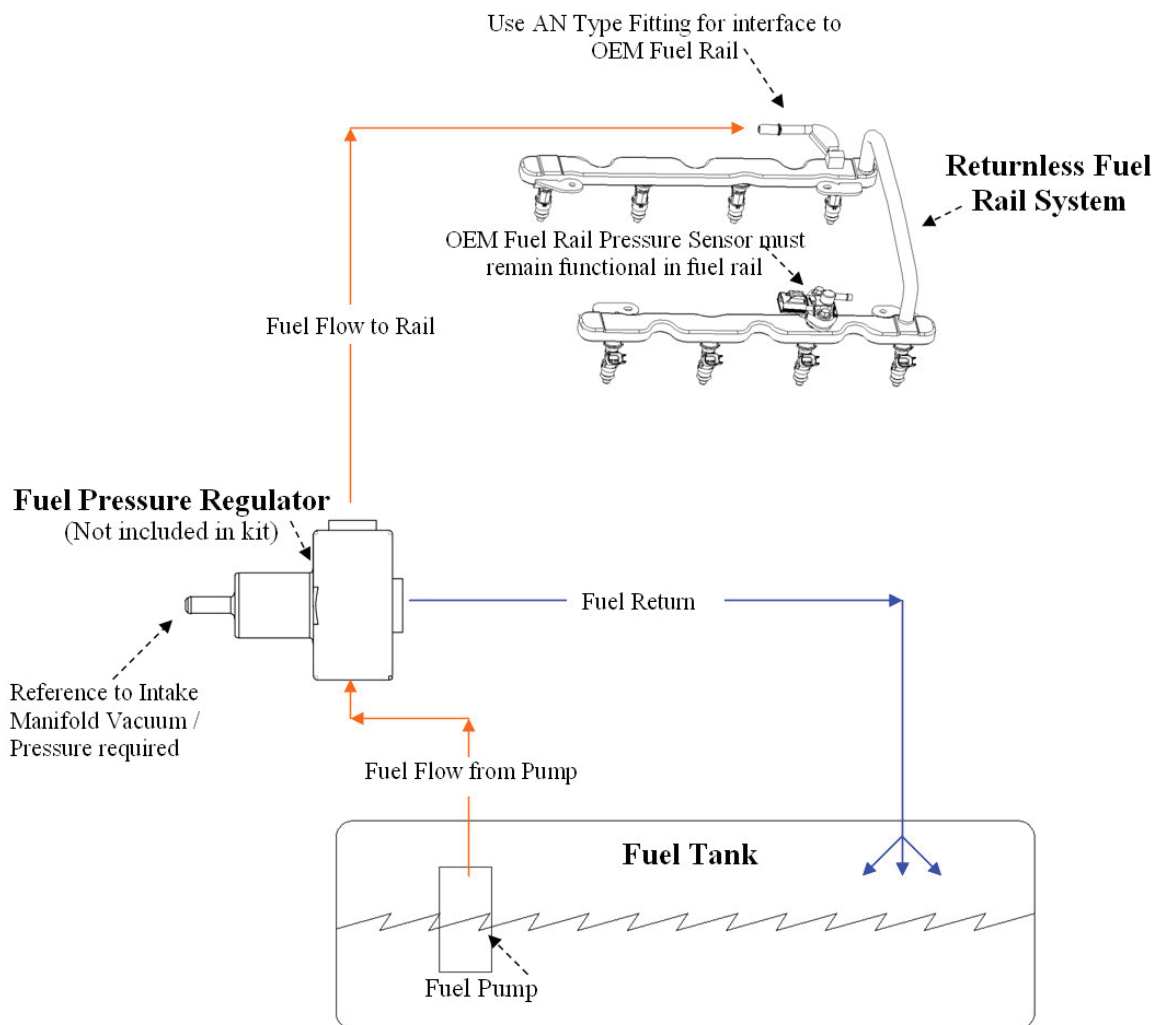 Use AN Type Fitting for interface to
OEM Fuel Rail
Returnless Fuel
Rail System
OEM Fuel Rail Pressure Sensor must
remain functional in fuel rail
Fuel Flow to Rail
Fuel Pressure Regulator
(Not included in kit)
Fuel Return
Reference to Intake
Manifold Vacuum /
Pressure required
Fuel Flow from Pump
Fuel Tank
Fuel Pump